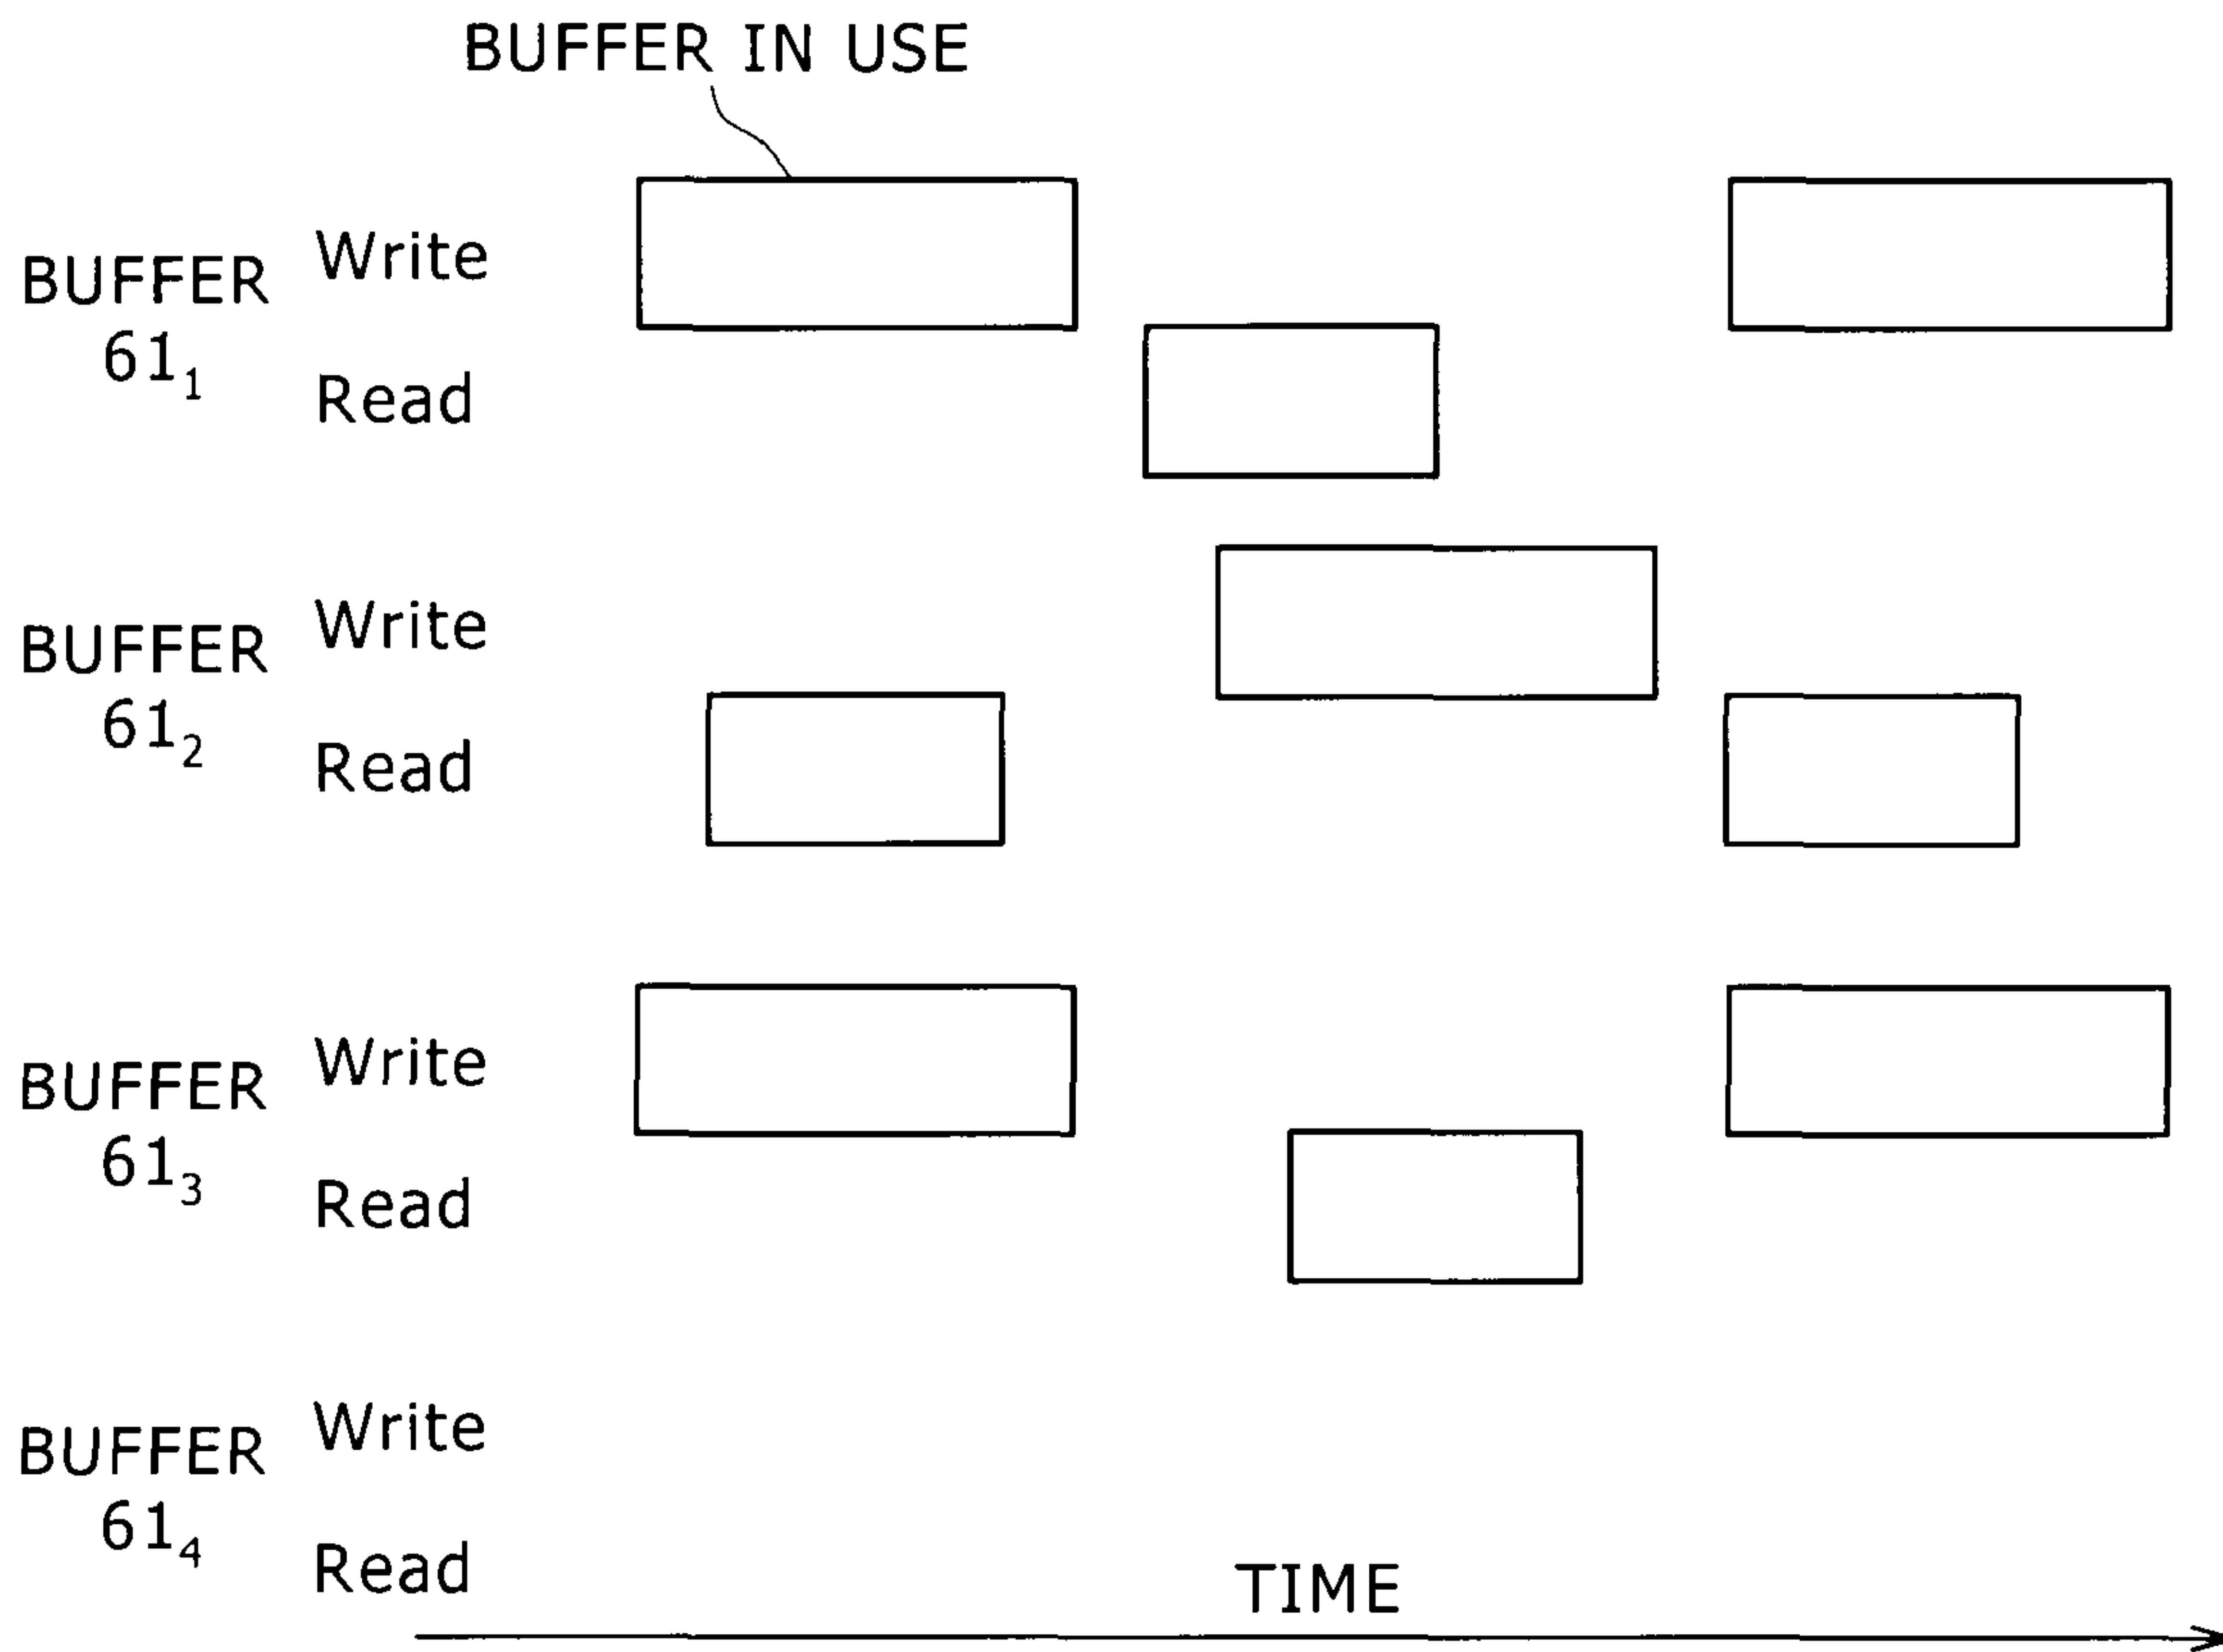 BUFFER IN USE
BUFFER
61₁
Write
Read
BUFFER
61₂
Write
Read
BUFFER
61₃
Write
Read
BUFFER
61₄
Write
Read
TIME